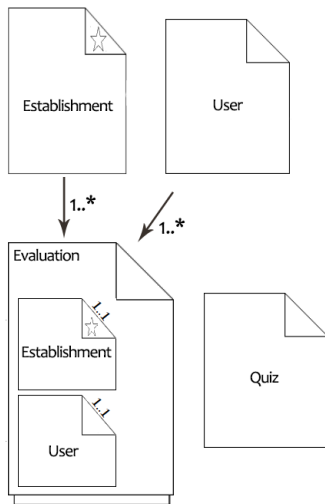 Establishment
User
1..*
1..*
Evaluation
1..1
Establishment
1..1
User
Quiz